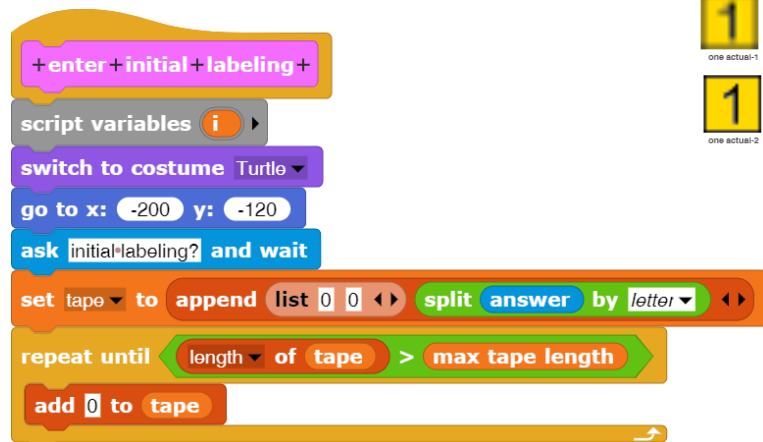 +enter+initial+labeling+
script variables i
switch to costume Turtle
go to x: -200 y: -120
ask initial labeling? and wait
set tape to append list 0 0 split answer by letter
repeat until length of tape > max tape length
add 0 to tape
1
one actual-1
1
one actual-2